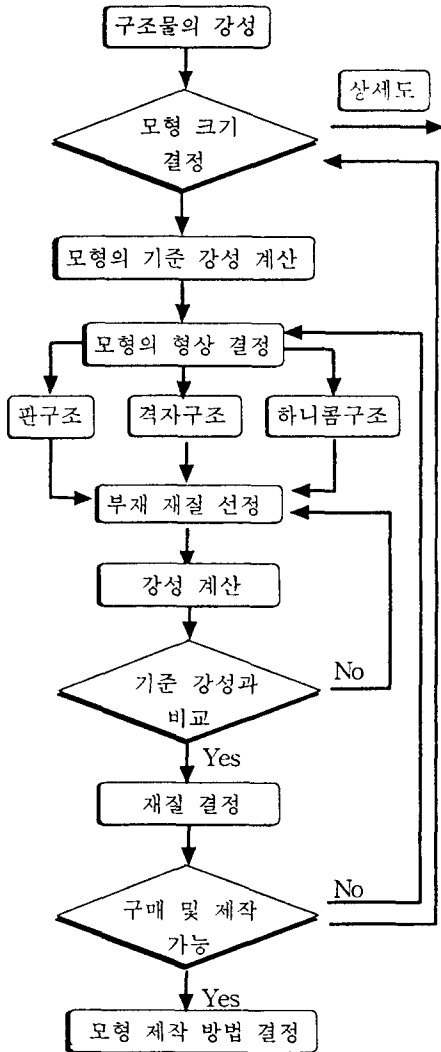 구조물의 강성
상세도
모형 크기
결정
모형의 기준 강성 계산
모형의 형상 결정
판구조
격자구조
하니콤구조
부재 재질 선정
강성 계산
기준 강성과
비교
No
Yes
재질 결정
구매 및 제작
가능
No
Yes
모형 제작 방법 결정